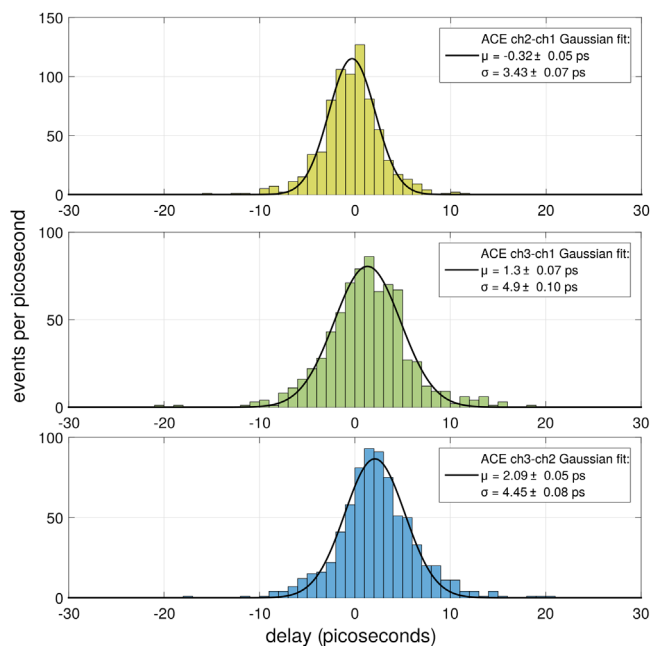 events per picosecond
150
100
50
0
ACE ch2-ch1 Gaussian fit:
μ = -0.32± 0.05 ps
σ = 3.43± 0.07 ps
-30 -20 -10 0 10 20 30
100
50
0
ACE ch3-ch1 Gaussian fit:
μ = 1.3± 0.07 ps
σ = 4.9± 0.10 ps
-30 -20 -10 0 10 20 30
100
50
0
ACE ch3-ch2 Gaussian fit:
μ = 2.09± 0.05 ps
σ = 4.45± 0.08 ps
-30 -20 -10 0 10 20 30
delay (picoseconds)